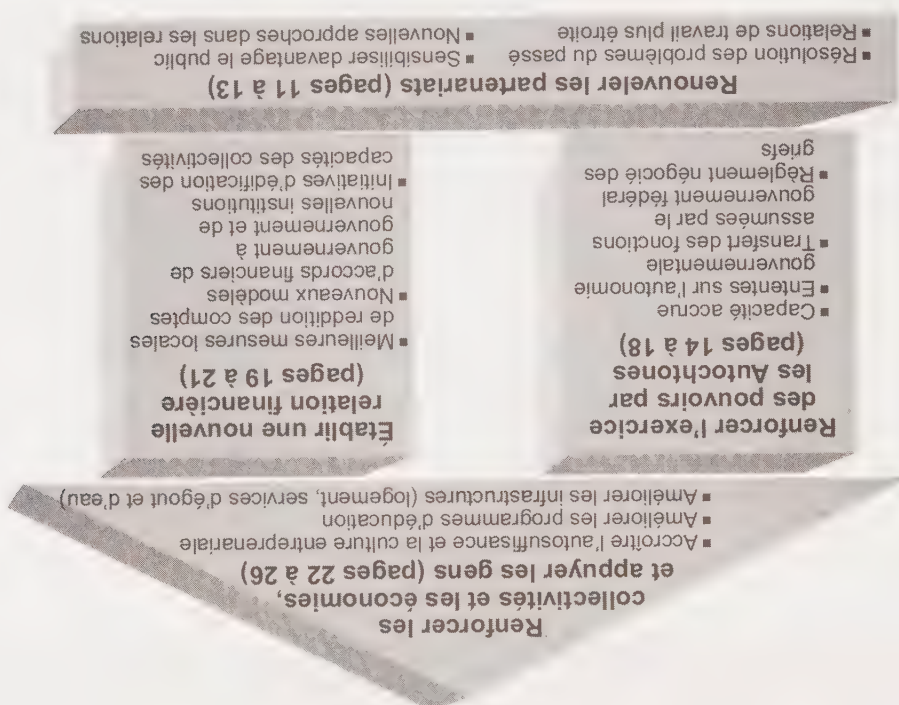 Renforcer les
collectivités et les économies,
et appuyer les gens (pages 22 à 26)
▪ Accroître l'autosuffisance et la culture entreprenariale
▪ Améliorer les programmes d'éducation
▪ Améliorer les infrastructures (logement, services d'égout et d'eau)
Renforcer l'exercice
des pouvoirs par
les Autochtones
(pages 14 à 18)
▪ Capacité accrue
▪ Ententes sur l'autonomie
gouvernementale
▪ Transfert des fonctions
assumées par le
gouvernement fédéral
▪ Règlement négocié des
griefs
Établir une nouvelle
relation financière
(pages 19 à 21)
▪ Meilleures mesures locales
de reddition des comptes
▪ Nouveaux modèles
d'accords financiers de
gouvernement à
gouvernement et de
nouvelles institutions
▪ Initiatives d'édification des
capacités des collectivités
Renouveler les partenariats (pages 11 à 13)
▪ Résolution des problèmes du passé ▪ Sensibiliser davantage le public
▪ Relations de travail plus étroite ▪ Nouvelles approches dans les relations